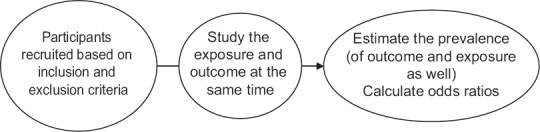 Participants
recruited based on
inclusion and
exclusion criteria
Study the
exposure and
outcome at the
same time
Estimate the prevalence
(of outcome and exposure
as well)
Calculate odds ratios